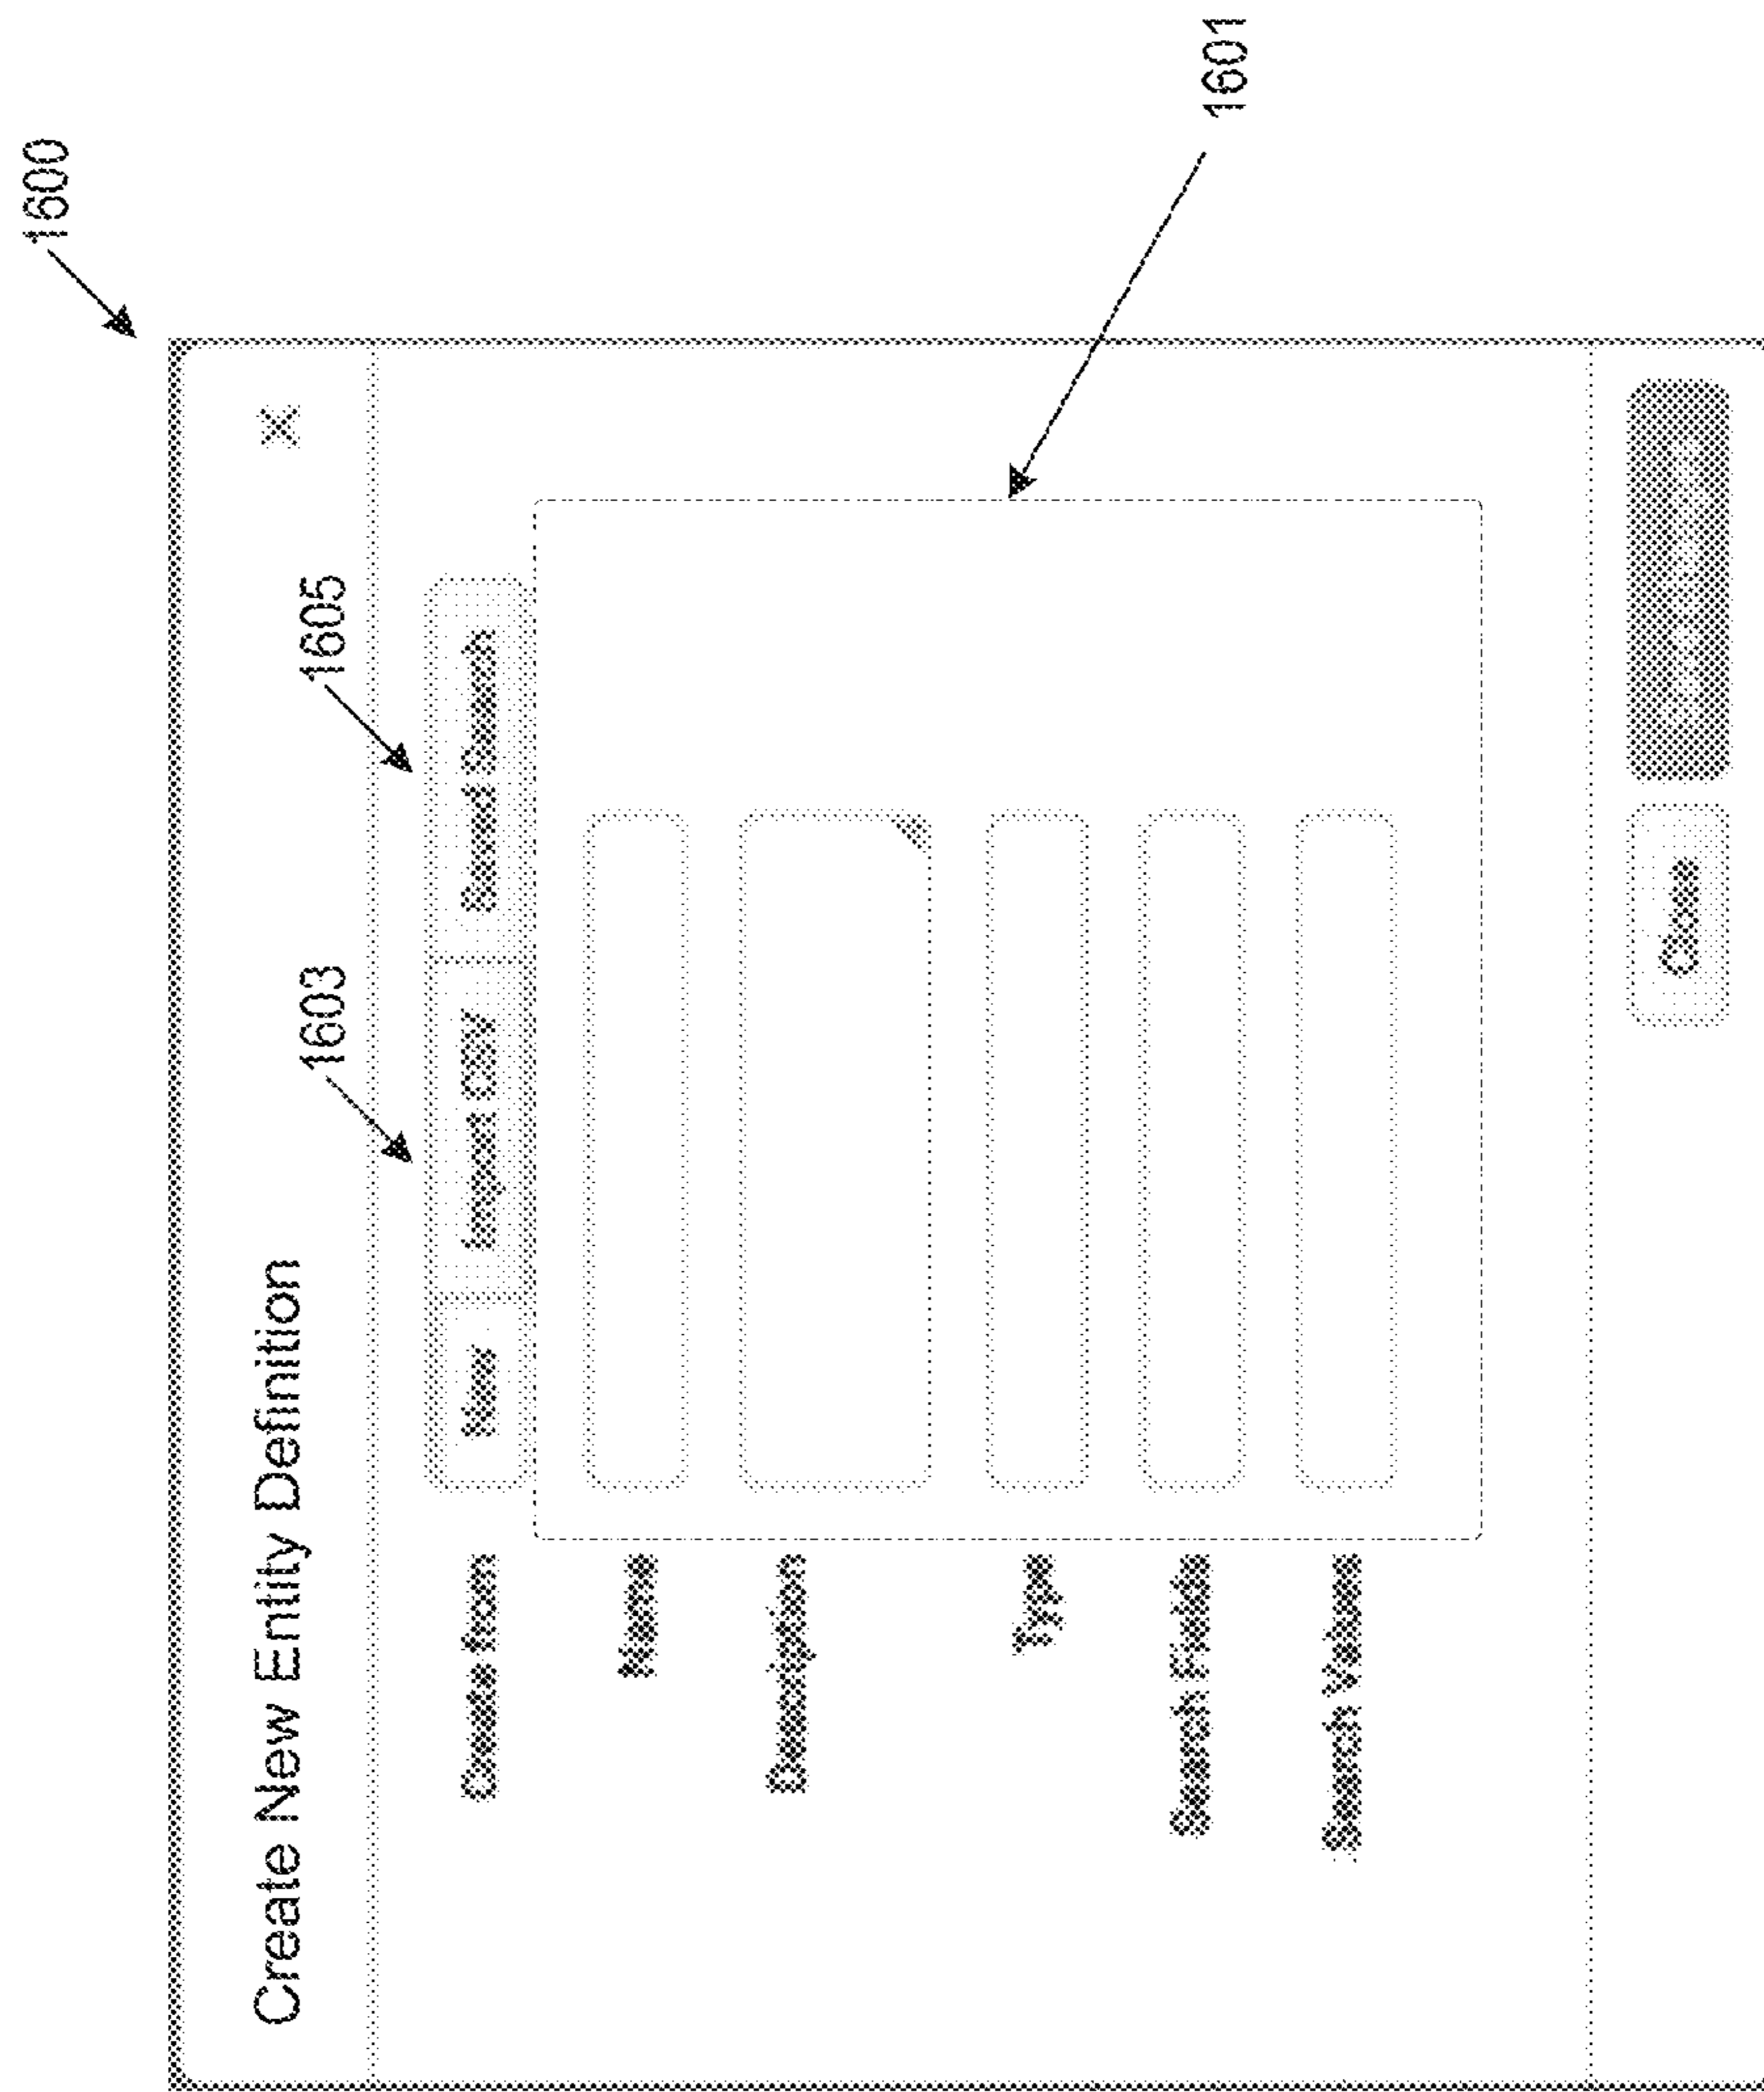 1600
Create New Entity Definition X
1603
1605
Create from New Import CSV Saved Search
Name
Description
Type
Search Fields
Search Values
1601
Close